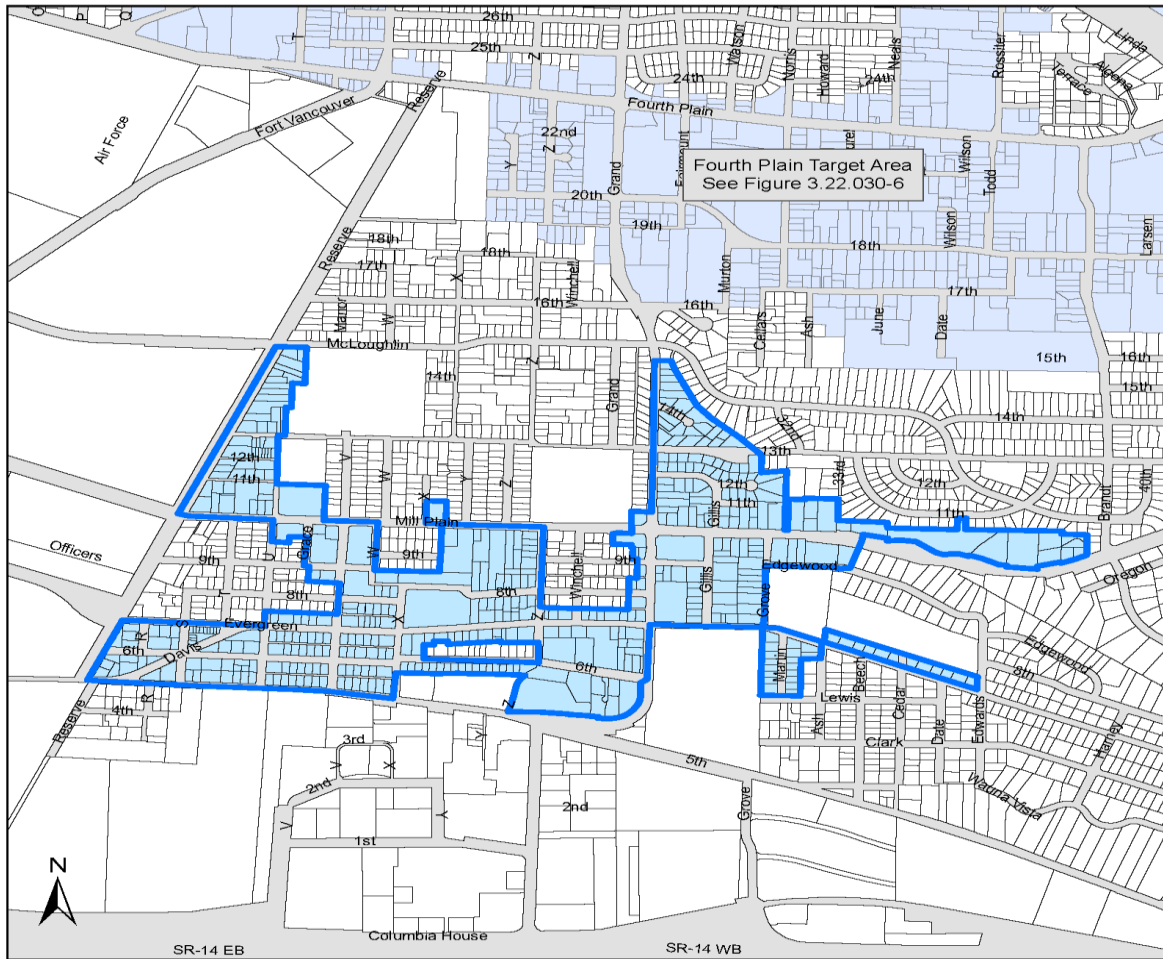 26th
P
Q
T
25th
Z
Watson
Norris
Howard
Neals
Rossiter
Linda
Algona
Terrace
24th
24th
Reserve
Fourth Plain
Fort Vancouver
Air Force
22nd
Y
Z
Grand
Fairmount
Fourth Plain Target Area
See Figure 3.22.030-6
Wilson
Todd
20th
19th
Wilson
18th
Larsen
Reserve
18th
18th
17th
X
Winchell
Murton
17th
16th
16th
Manor
W
Cellars
Ash
June
Date
McLoughlin
Z
15th
16th
15th
14th
Grand
14th
32nd
14th
13th
12th
11th
V
W
X
Y
Z
12th
11th
Gillis
33rd
12th
11th
Brandt
40th
Mill Plain
Officers
9th
U
Grace
W
9th
Winchell
9th
Gillis
Edgewood
Grove
Oregon
T
8th
8th
X
Z
Evergreen
R
S
6th
Davis
6th
Martin
Beech
Edgewood
8th
Reserve
4th
R
Z
C
Lewis
Ash
Cedar
Date
Edwards
Clark
Harney
3rd
V
X
Y
5th
Wauna Vista
2nd
V
Y
2nd
Grove
1st
N
Columbia House
SR-14 EB
SR-14 WB